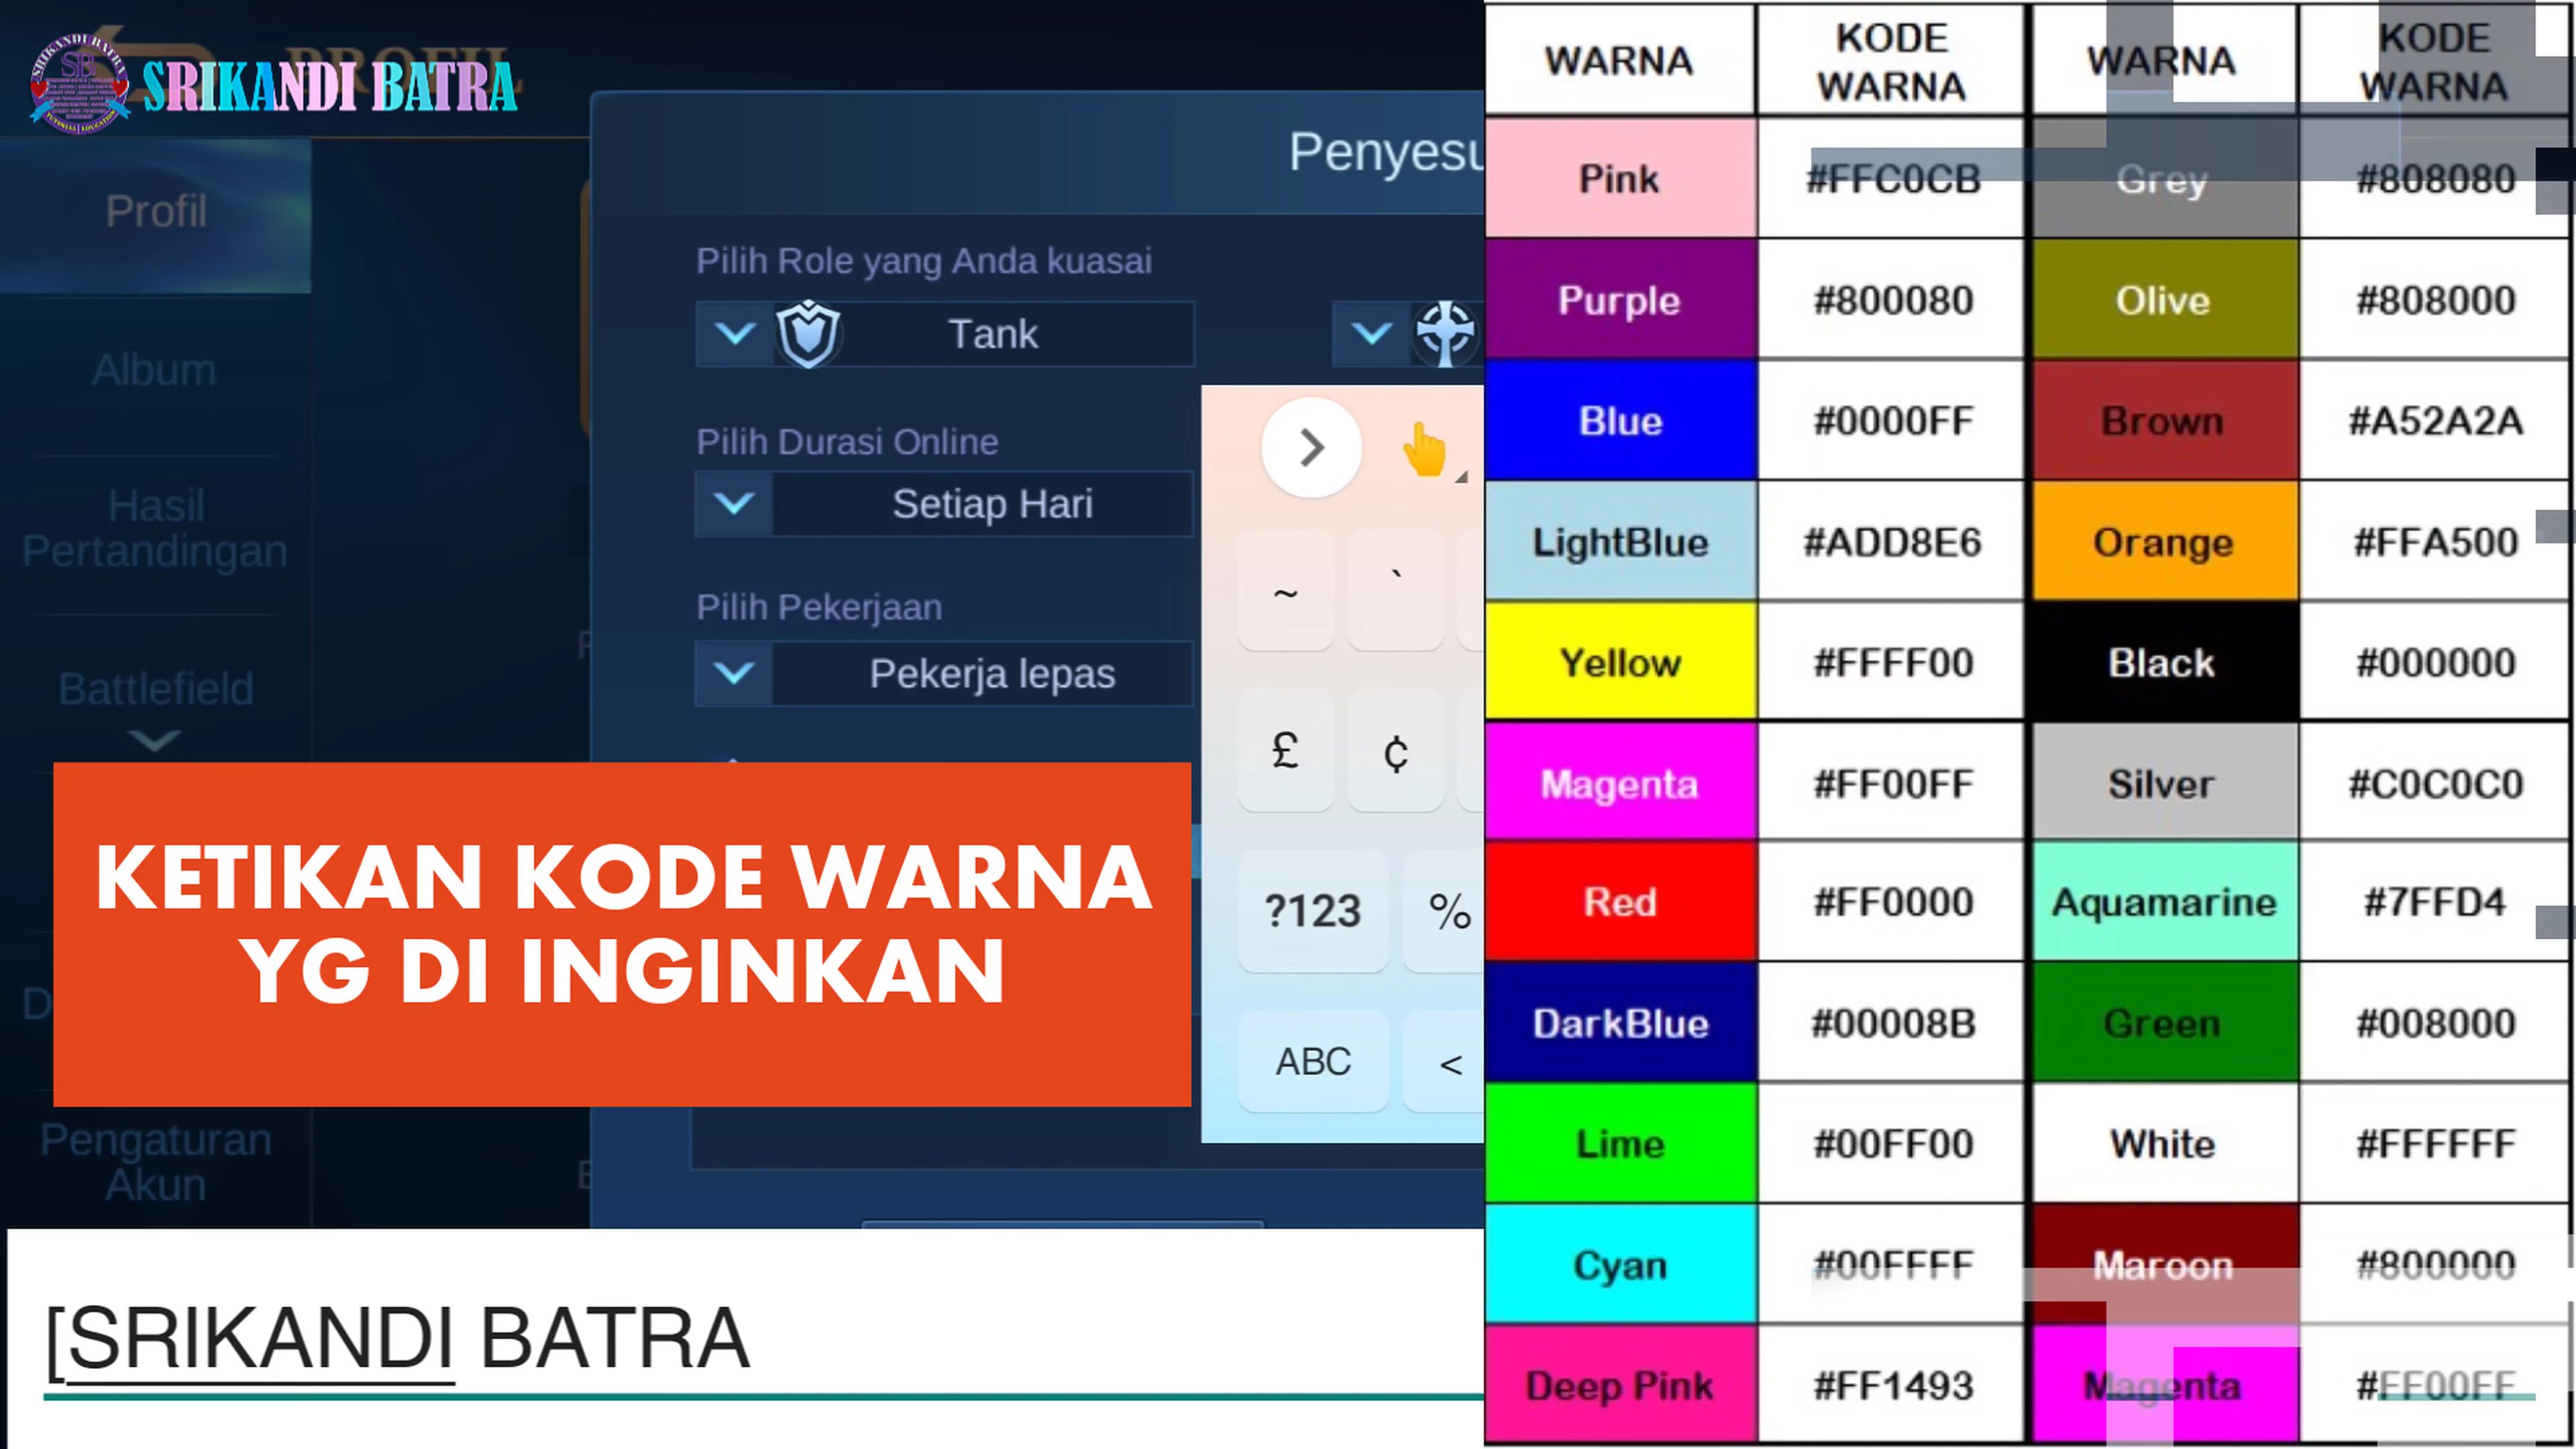 SRIKANDI BATRA
PROFIL
Profil
Album
Hasil
Pertandingan
Battlefield
Pengaturan
Akun
Penyesu
Pilih Role yang Anda kuasai
Tank
Pilih Durasi Online
Setiap Hari
Pilih Pekerjaan
Pekerja lepas
~ `
£ ¢
?123 %
ABC <
KETIKAN KODE WARNA
YG DI INGINKAN
[SRIKANDI BATRA
WARNA KODE WARNA WARNA KODE WARNA
Pink #FFC0CB Grey #808080
Purple #800080 Olive #808000
Blue #0000FF Brown #A52A2A
LightBlue #ADD8E6 Orange #FFA500
Yellow #FFFF00 Black #000000
Magenta #FF00FF Silver #C0C0C0
Red #FF0000 Aquamarine #7FFD4
DarkBlue #00008B Green #008000
Lime #00FF00 White #FFFFFF
Cyan #00FFFF Maroon #800000
Deep Pink #FF1493 Magenta #FF00FF